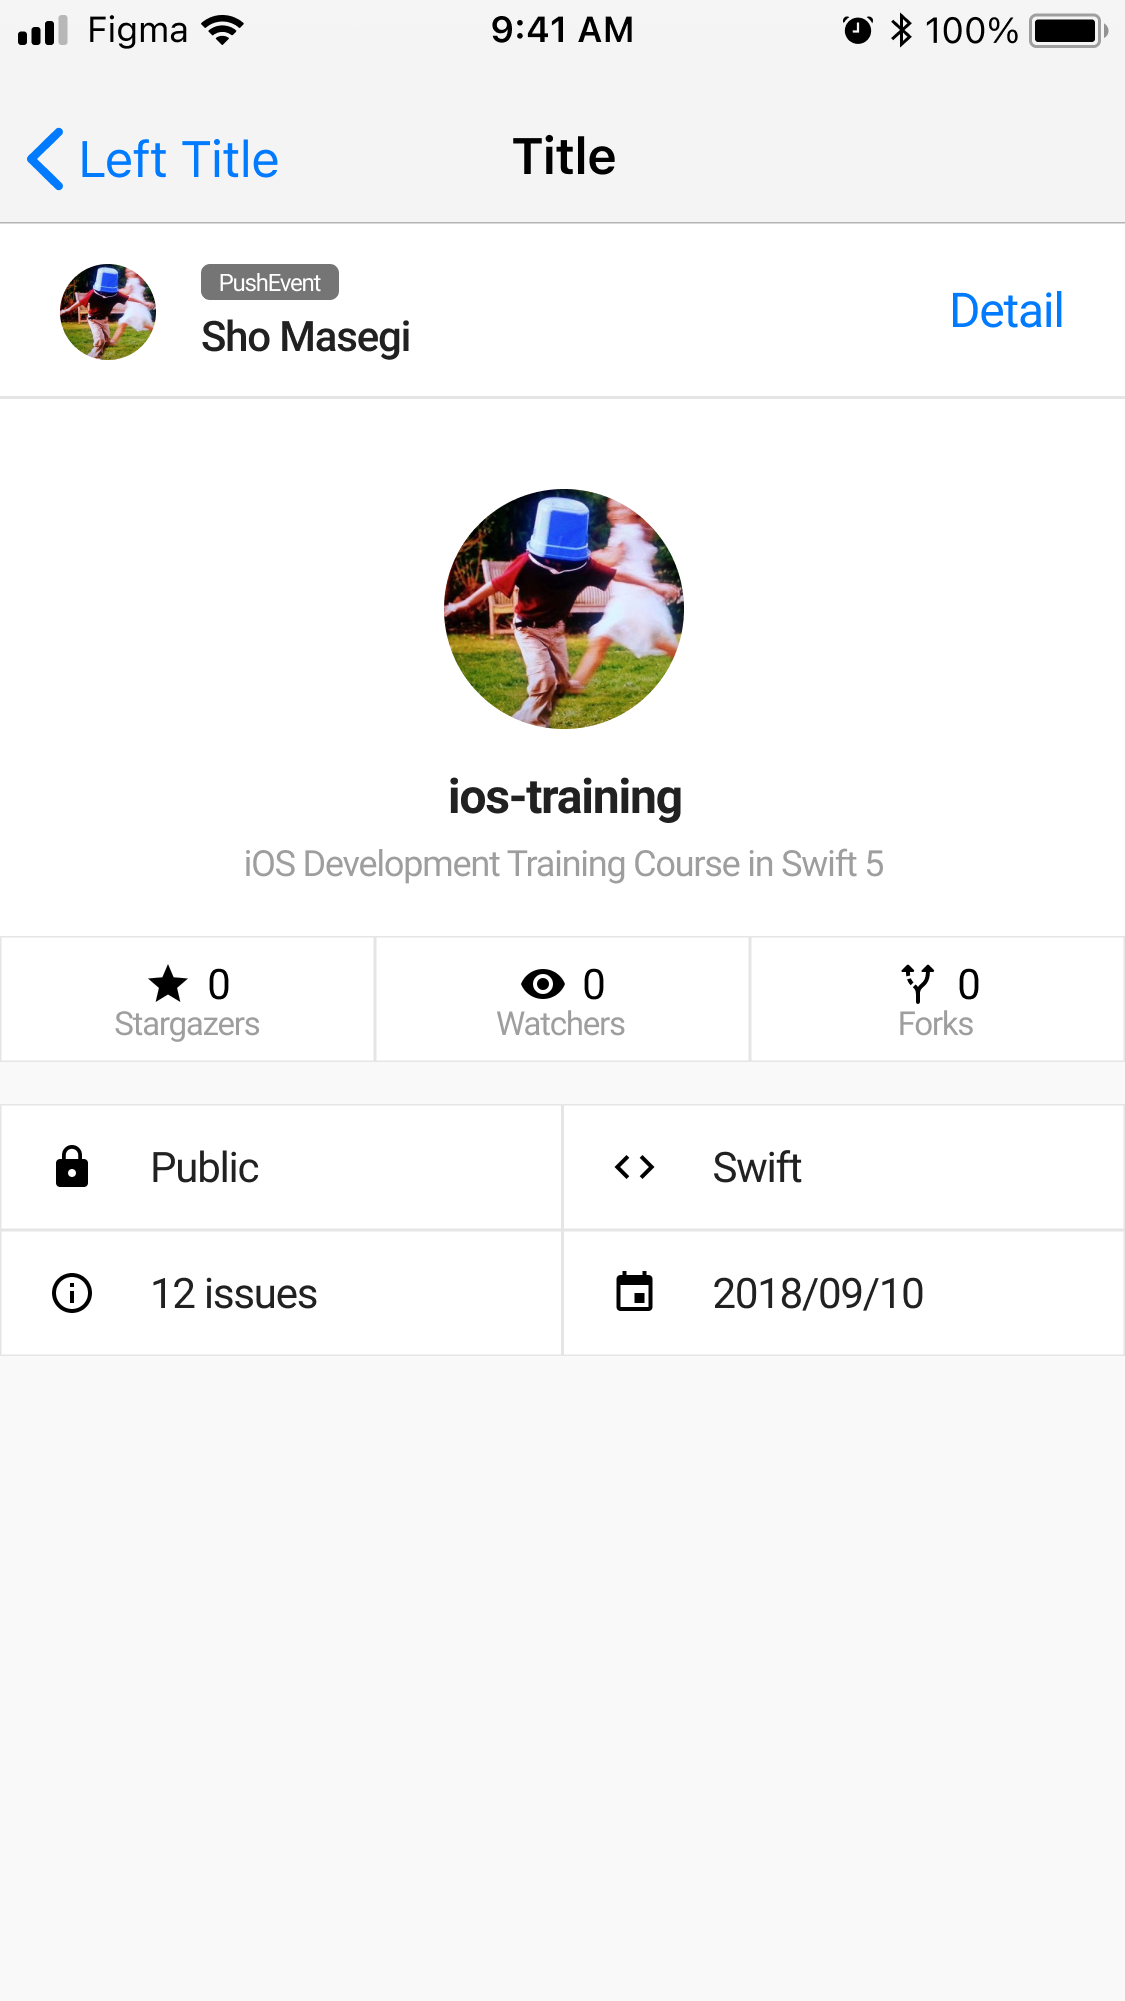 Figma
9:41 AM
100%
Left Title
Title
PushEvent
Sho Masegi
Detail
ios-training
iOS Development Training Course in Swift 5
0
Stargazers
0
Watchers
0
Forks
Public
Swift
12 issues
2018/09/10